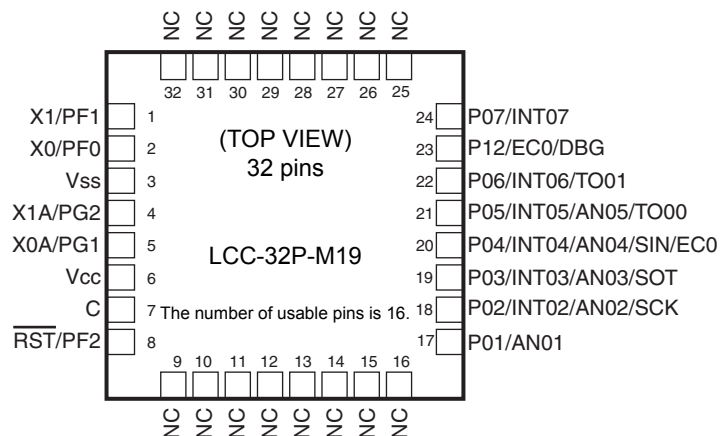 NC NC NC NC NC NC NC NC
32 31 30 29 28 27 26 25
X1/PF1 1
X0/PF0 2
Vss 3
X1A/PG2 4
X0A/PG1 5
Vcc 6
C 7
RST/PF2 8
(TOP VIEW)
32 pins
LCC-32P-M19
The number of usable pins is 16.
24 P07/INT07
23 P12/EC0/DBG
22 P06/INT06/TO01
21 P05/INT05/AN05/TO00
20 P04/INT04/AN04/SIN/EC0
19 P03/INT03/AN03/SOT
18 P02/INT02/AN02/SCK
17 P01/AN01
9 10 11 12 13 14 15 16
NC NC NC NC NC NC NC NC